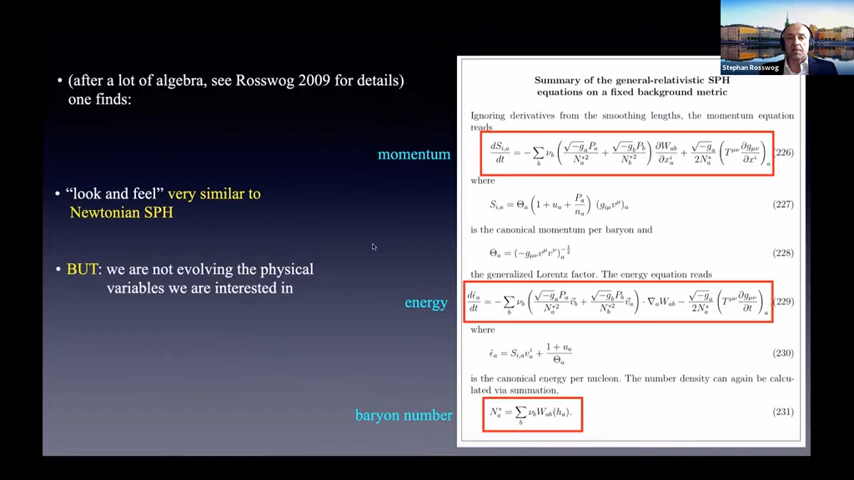 • (after a lot of algebra, see Rosswog 2009 for details)
one finds:
momentum
• “look and feel” very similar to
Newtonian SPH
• BUT: we are not evolving the physical
variables we are interested in
energy
baryon number
Stephan Rosswog
Summary of the general-relativistic SPH
equations on a fixed background metric
Ignoring derivatives from the smoothing lengths, the momentum equation
reads
dS_{i,a}/dt = −∑_b ν_b (√−g_a P_a/N_a^{*2} + √−g_b P_b/N_b^{*2}) ∂W_{ab}/∂x_a^i + √−g_a/2N_a^* (T^{μν} ∂g_{μν}/∂x^i)_a (226)
where
S_{i,a} = Θ_a (1 + u_a + P_a/n_a) (g_{iμ}v^μ)_a (227)
is the canonical momentum per baryon and
Θ_a = (−g_{μν}v^μv^ν)_a^{−1/2} (228)
the generalized Lorentz factor. The energy equation reads
dê_a/dt = −∑_b ν_b (√−g_a P_a/N_a^{*2} v⃗_b + √−g_b P_b/N_b^{*2} v⃗_a) · ∇_a W_{ab} − √−g_a/2N_a^* (T^{μν} ∂g_{μν}/∂t)_a (229)
where
ê_a = S_{i,a}v_a^i + 1 + u_a/Θ_a (230)
is the canonical energy per nucleon. The number density can again be calcu-
lated via summation,
N_a^* = ∑_b ν_b W_{ab}(h_a). (231)